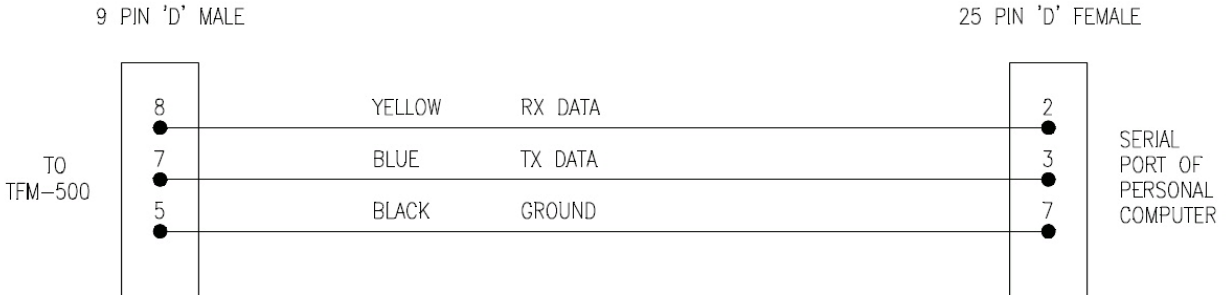 9 PIN 'D' MALE
25 PIN 'D' FEMALE
8 YELLOW RX DATA 2
7 BLUE TX DATA 3
5 BLACK GROUND 7
TO
TFM-500
SERIAL
PORT OF
PERSONAL
COMPUTER